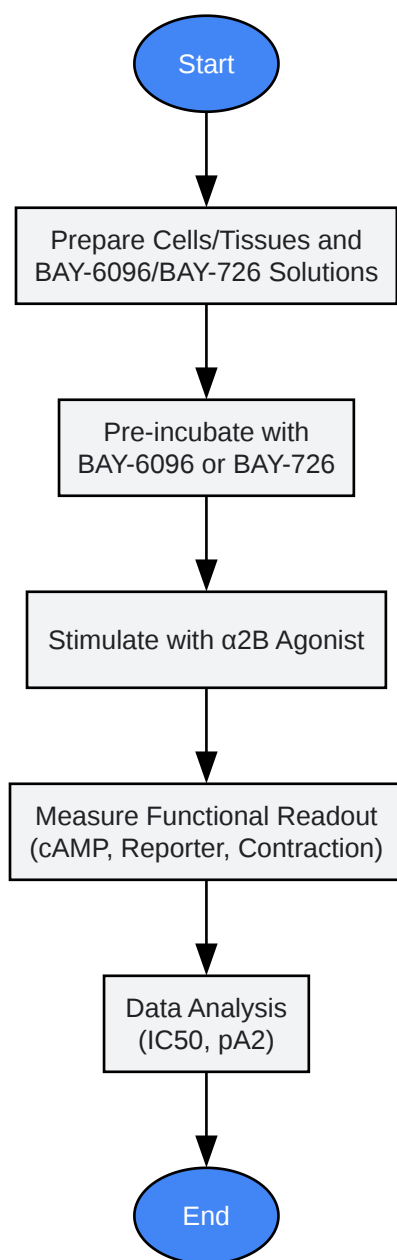 Start
Prepare Cells/Tissues and
BAY-6096/BAY-726 Solutions
Pre-incubate with
BAY-6096 or BAY-726
Stimulate with α2B Agonist
Measure Functional Readout
(cAMP, Reporter, Contraction)
Data Analysis
(IC50, pA2)
End